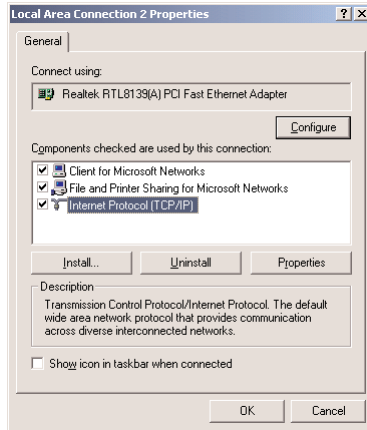 Local Area Connection 2 Properties
General
Connect using:
Realtek RTL8139(A) PCI Fast Ethernet Adapter
Configure
Components checked are used by this connection:
Client for Microsoft Networks
File and Printer Sharing for Microsoft Networks
Internet Protocol (TCP/IP)
Install... Uninstall Properties
Description
Transmission Control Protocol/Internet Protocol. The default
wide area network protocol that provides communication
across diverse interconnected networks.
Show icon in taskbar when connected
OK Cancel